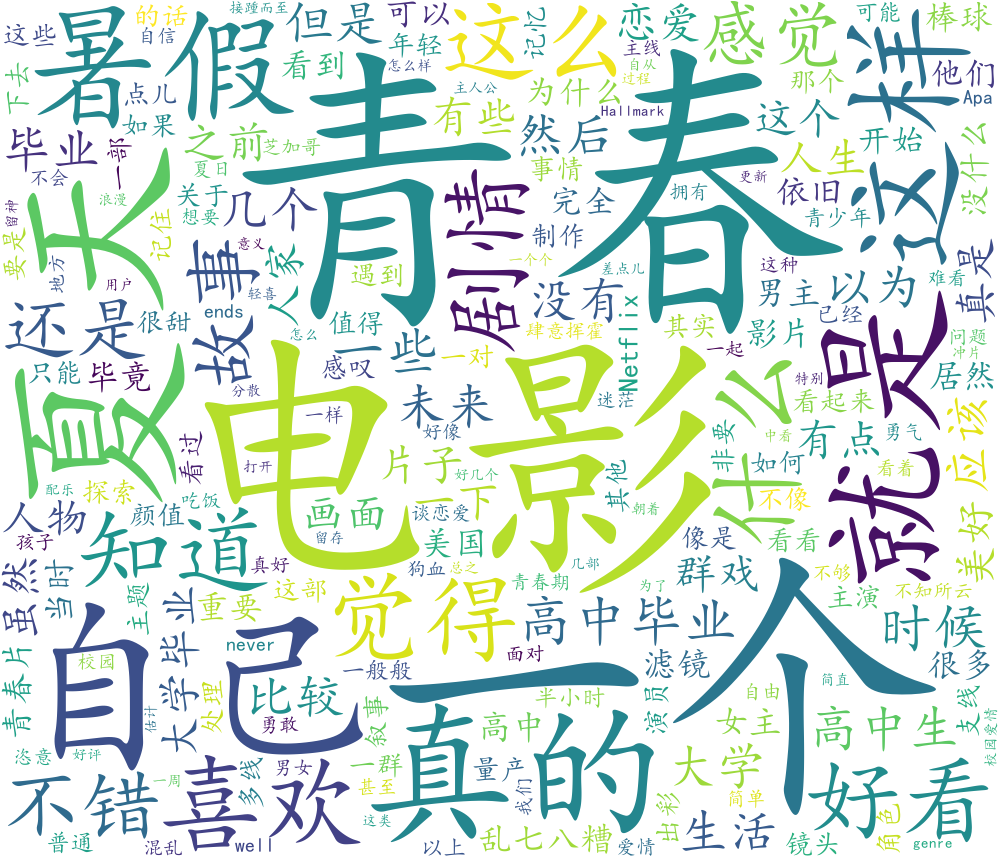 接踵而至
这些
的话
自信
暑假
但是
可以
年轻
怎么样
看到
记忆
这么
恋爱
主线
自从
过程
感觉
可能
那个
棒球
他们
Apa
下去
点儿
如果
之前
芝加哥
青春
主人公
有些
Hallmark
为什么
然后
事情
这个
人生
开始
没什么
这样
毕业
一部
不会
夏日
关于
想要
几个
完全
更新
拥有
依旧
青少年
浪漫
留神
要是
记住
夏天
地方
用户
故事
意义
人家
遇到
剧情
一个个
制作
没有
差点儿
这种
男主
以为
难看
真是
已经
还是
很甜
ends
轻喜
怎么
值得
一些
感叹
一对
肆意挥霍
Netflix
其实
影片
一起
就是
问题
冲片
居然
只能
毕竟
分散
一样
未来
好像
电影
迷茫
什么
特别
看起来
有点
勇气
应该
看过
打开
片子
好几个
其他
非要
中看
如何
看着
配乐
探索
吃饭
颜值
画面
一下
谈恋爱
留存
朝着
不像
美好
人物
孩子
知道
真好
狗血
总之
美国
几部
像是
看看
虽然
当时
主题
重要
这部
觉得
青春期
为了
群戏
不够
主演
不知所云
时候
青春片
校园
大学毕业
自己
never
一般般
面对
高中毕业
滤镜
一个
很多
处理
比较
勇敢
叙事
半小时
自由
简直
恣意
好评
估计
真的
高中
演员
女主
高中生
支线
校园爱情
不错
一周
喜欢
多线
男女
一群
甚至
量产
我们
大学
简单
好看
普通
混乱
well
这类
以上
乱七八糟
爱情
出彩
生活
镜头
角色
genre